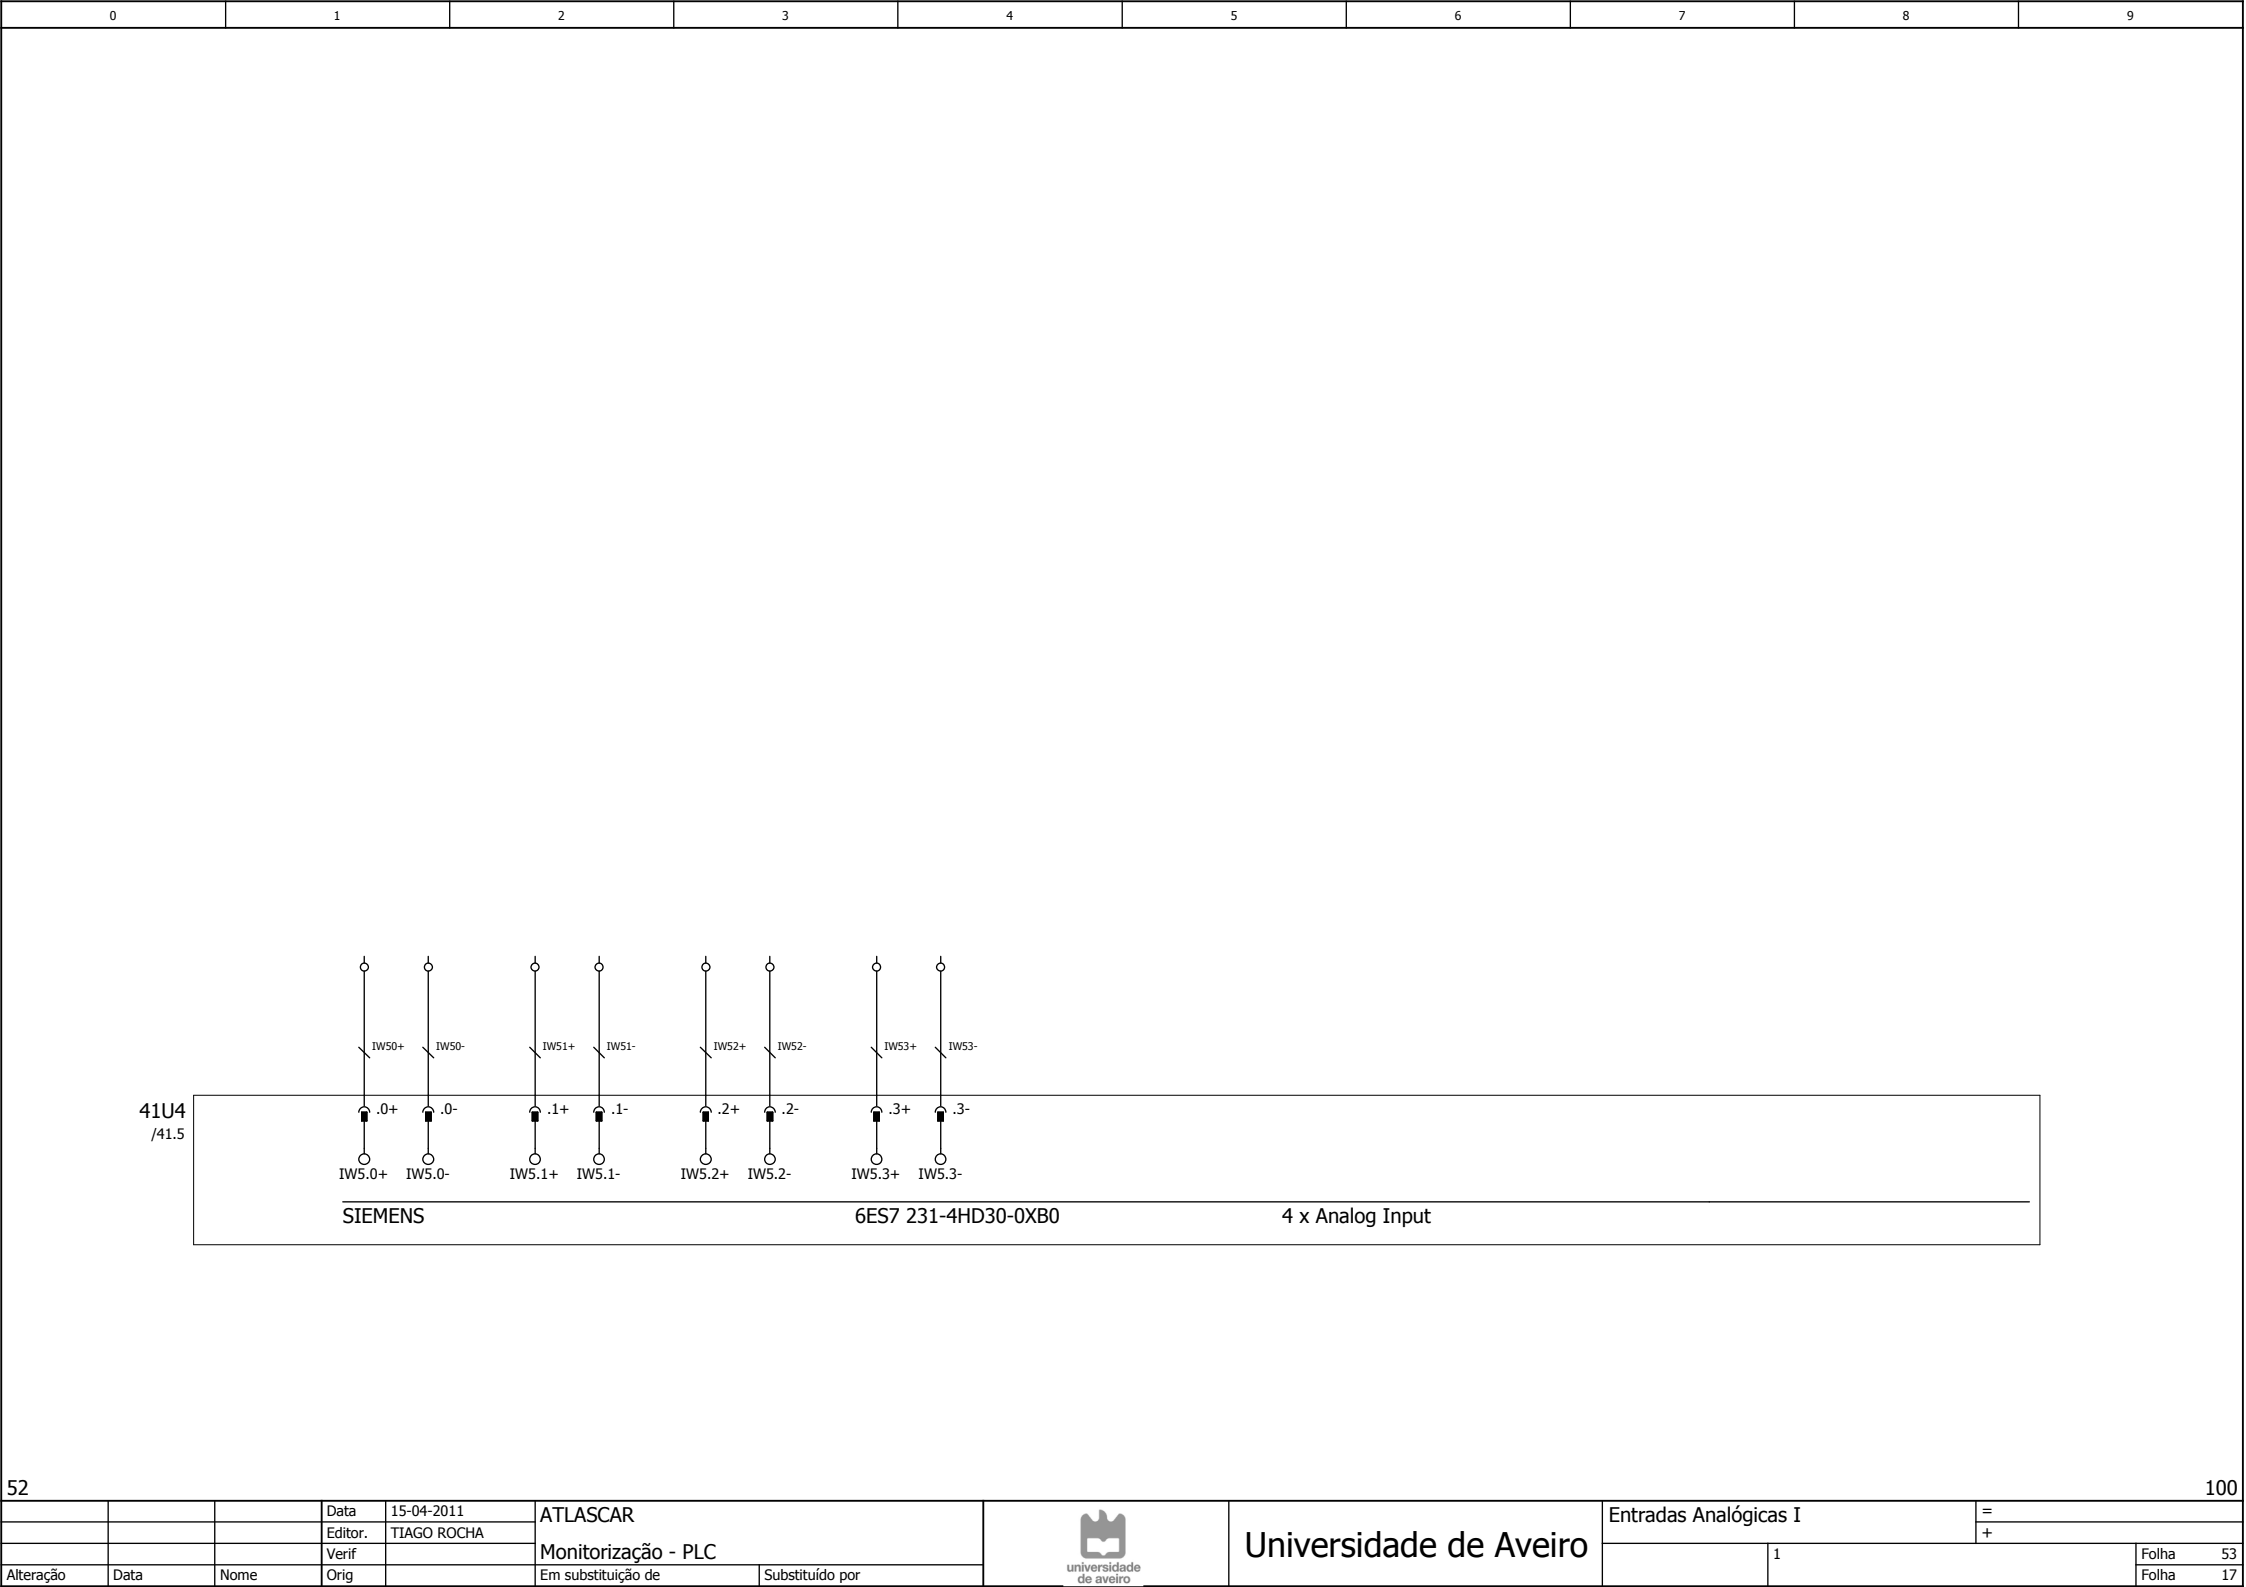 0 1 2 3 4 5 6 7 8 9
IW50+ IW50- IW51+ IW51- IW52+ IW52- IW53+ IW53-
41U4 .0+ .0- .1+ .1- .2+ .2- .3+ .3-
/41.5
IW5.0+ IW5.0- IW5.1+ IW5.1- IW5.2+ IW5.2- IW5.3+ IW5.3-
SIEMENS 6ES7 231-4HD30-0XB0 4 x Analog Input
52 100
Data 15-04-2011 ATLASCAR Entradas Analógicas I =
Editor. TIAGO ROCHA Universidade de Aveiro +
Verif Monitorização - PLC 1 Folha 53
universidade
de aveiro
Alteração Data Nome Orig Em substituição de Substituído por Folha 17